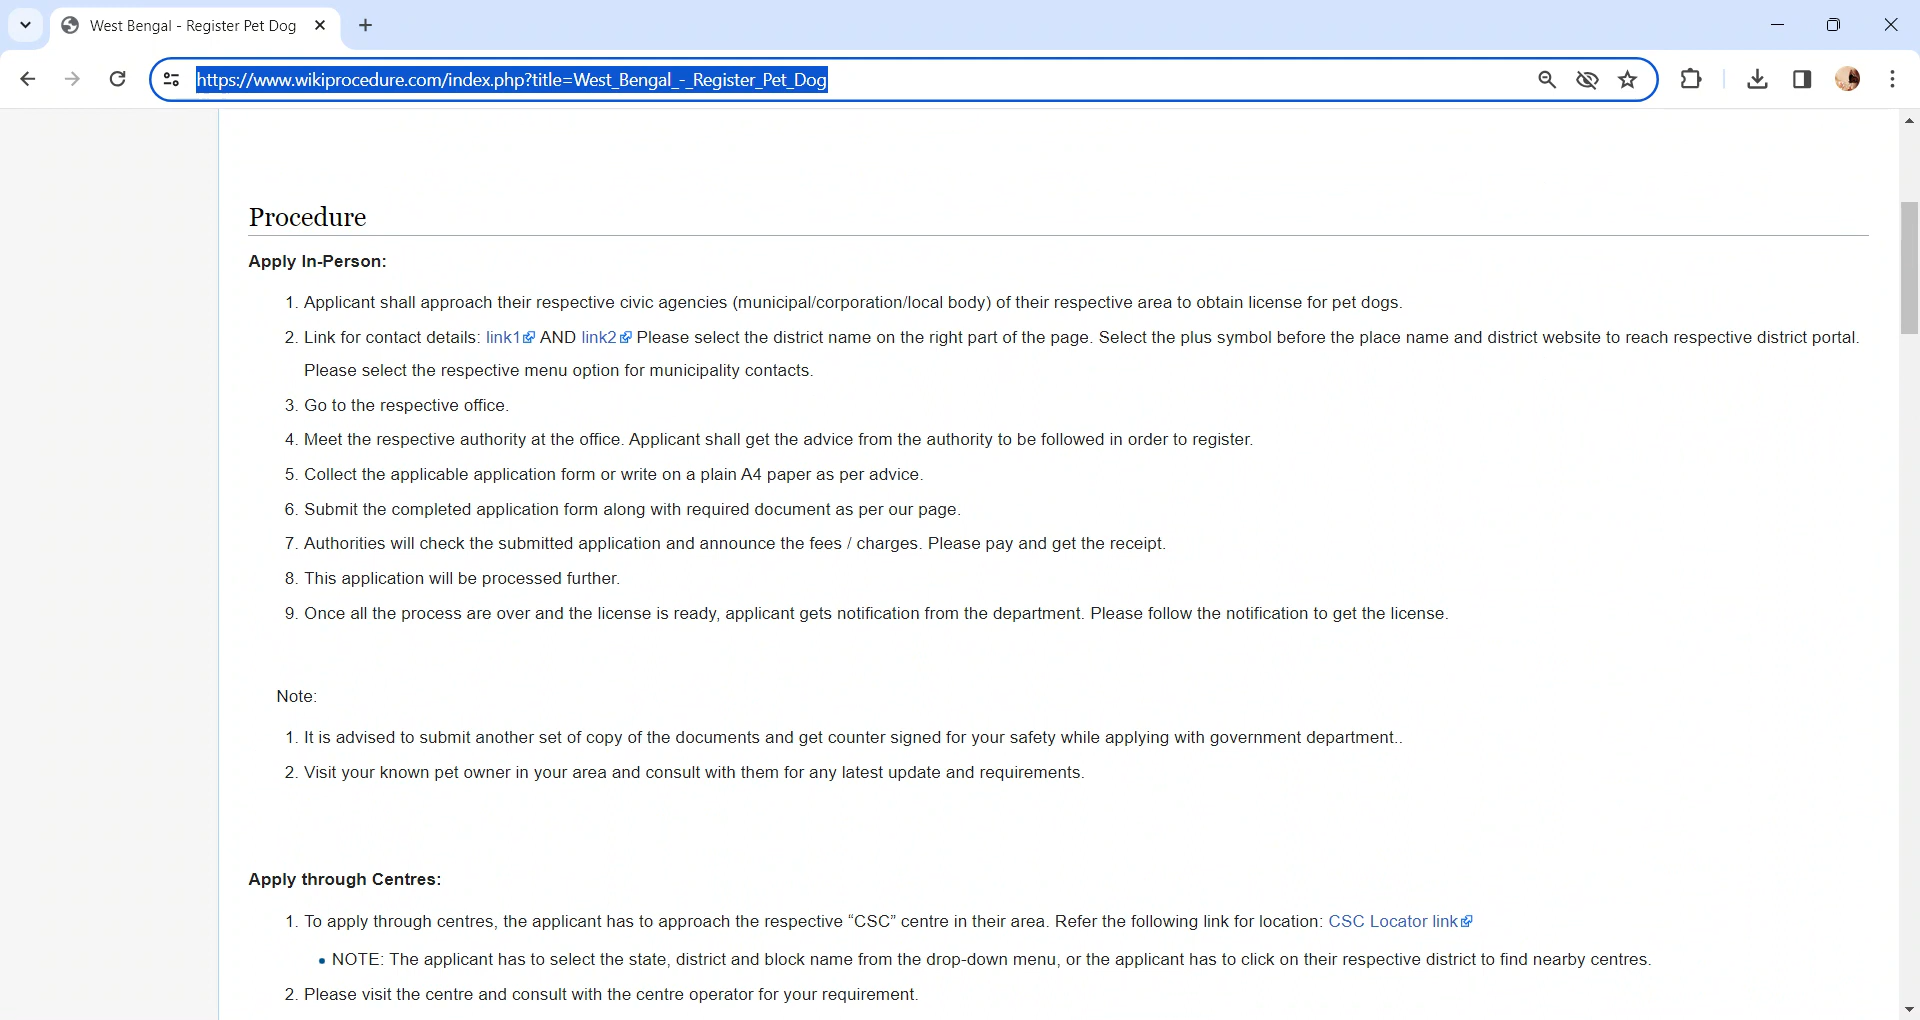 West Bengal - Register Pet Dog
https://www.wikiprocedure.com/index.php?title=West_Bengal_-_Register_Pet_Dog
Procedure
Apply In-Person:
1. Applicant shall approach their respective civic agencies (municipal/corporation/local body) of their respective area to obtain license for pet dogs.
2. Link for contact details: link1 AND link2 Please select the district name on the right part of the page. Select the plus symbol before the place name and district website to reach respective district portal.
Please select the respective menu option for municipality contacts.
3. Go to the respective office.
4. Meet the respective authority at the office. Applicant shall get the advice from the authority to be followed in order to register.
5. Collect the applicable application form or write on a plain A4 paper as per advice.
6. Submit the completed application form along with required document as per our page.
7. Authorities will check the submitted application and announce the fees / charges. Please pay and get the receipt.
8. This application will be processed further.
9. Once all the process are over and the license is ready, applicant gets notification from the department. Please follow the notification to get the license.
Note:
1. It is advised to submit another set of copy of the documents and get counter signed for your safety while applying with government department..
2. Visit your known pet owner in your area and consult with them for any latest update and requirements.
Apply through Centres:
1. To apply through centres, the applicant has to approach the respective “CSC” centre in their area. Refer the following link for location: CSC Locator link
• NOTE: The applicant has to select the state, district and block name from the drop-down menu, or the applicant has to click on their respective district to find nearby centres.
2. Please visit the centre and consult with the centre operator for your requirement.